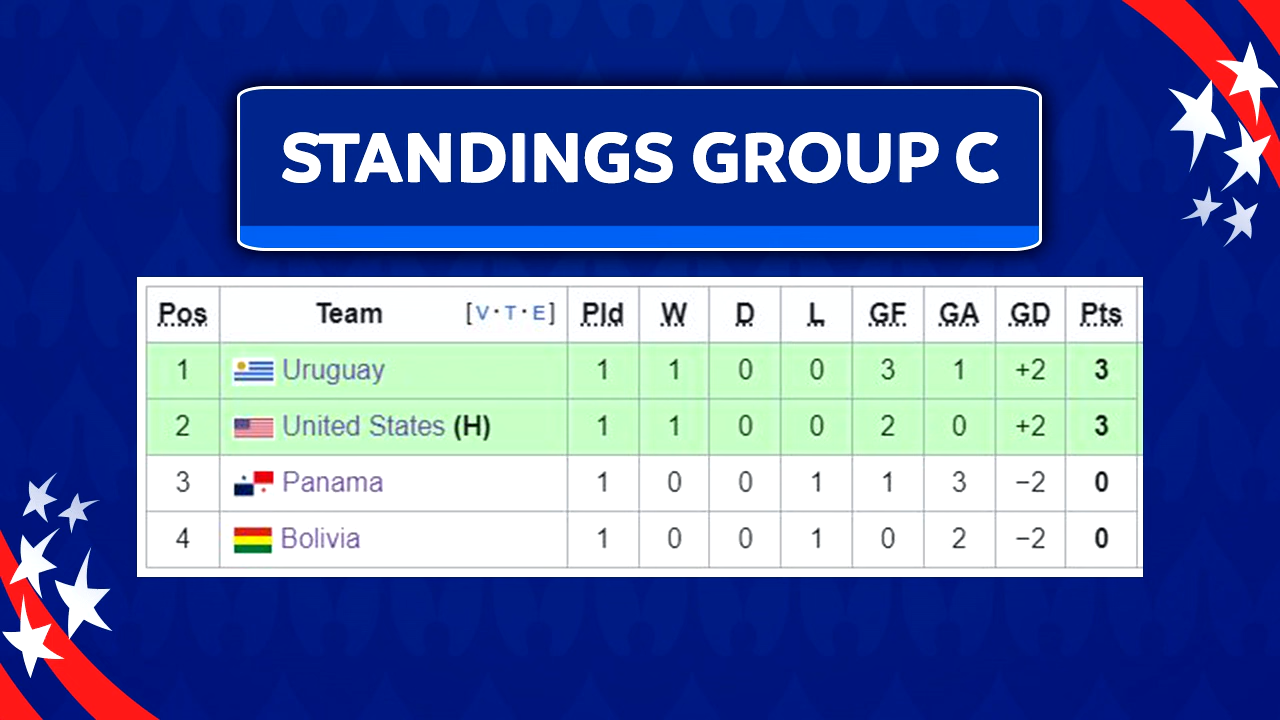 STANDINGS GROUP C
Pos Team [V·T·E] Pld W D L GF GA GD Pts
1 Uruguay 1 1 0 0 3 1 +2 3
2 United States (H) 1 1 0 0 2 0 +2 3
3 Panama 1 0 0 1 1 3 −2 0
4 Bolivia 1 0 0 1 0 2 −2 0